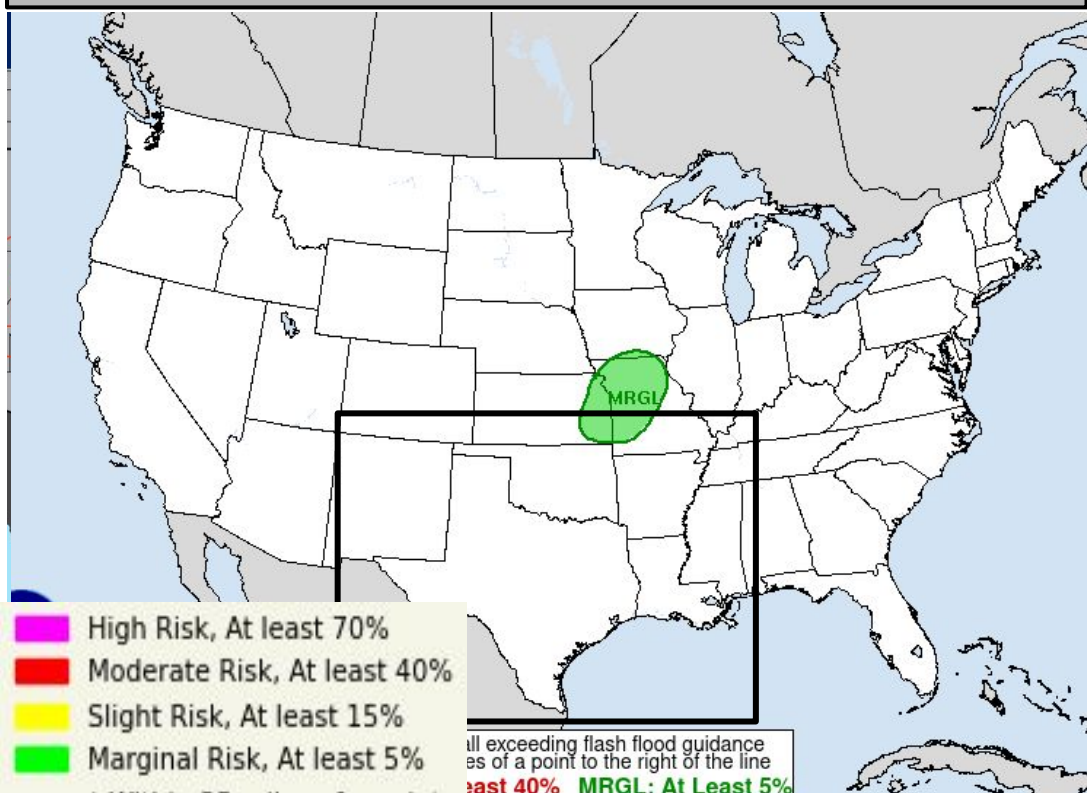 MRGL
High Risk, At least 70%
Moderate Risk, At least 40%
Slight Risk, At least 15%
Marginal Risk, At least 5%
all exceeding flash flood guidance
es of a point to the right of the line
east 40% MRGL: At Least 5%